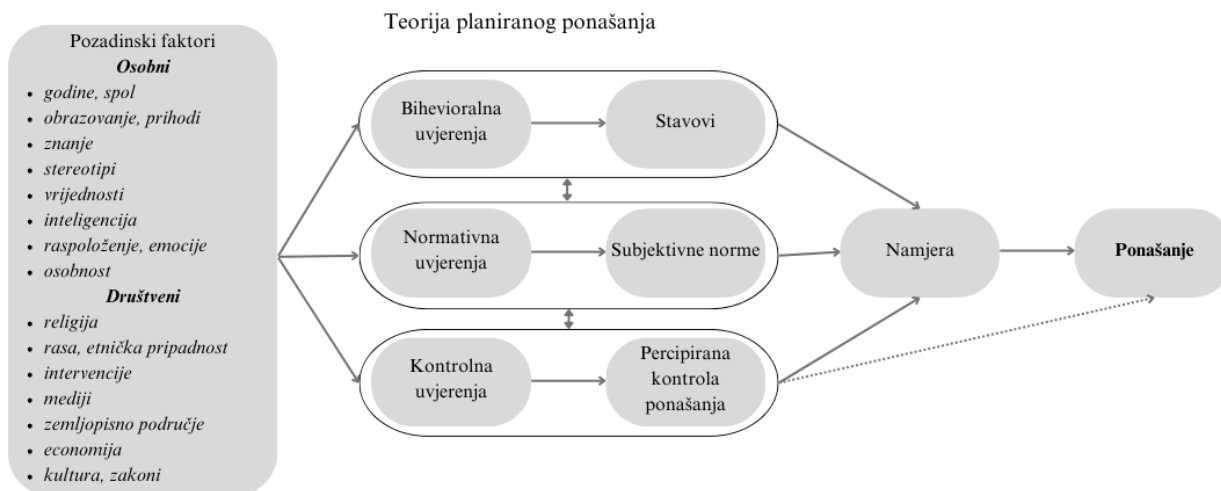 Teorija planiranog ponašanja
Pozadinski faktori
Osobni
• godine, spol
• obrazovanje, prihodi
• znanje
• stereotipi
• vrijednosti
• inteligencija
• raspoloženje, emocije
• osobnost
Društveni
• religija
• rasa, etnička pripadnost
• intervencije
• mediji
• zemljopisno područje
• economija
• kultura, zakoni
Bihevioralna
uvjerenja
Stavovi
Normativna
uvjerenja
Subjektivne norme
Kontrolna
uvjerenja
Percipirana
kontrola
ponašanja
Namjera
Ponašanje